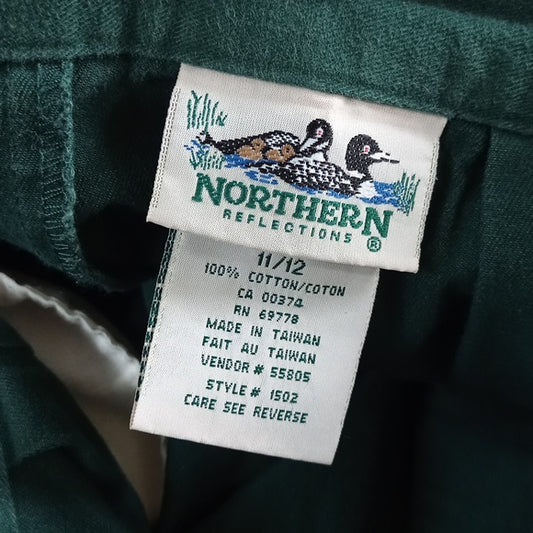 NORTHERN
REFLECTIONS ®
11/12
100% COTTON/COTON
CA 00374
RN 69778
MADE IN TAIWAN
FAIT AU TAIWAN
VENDOR # 55805
STYLE # 1502
CARE SEE REVERSE